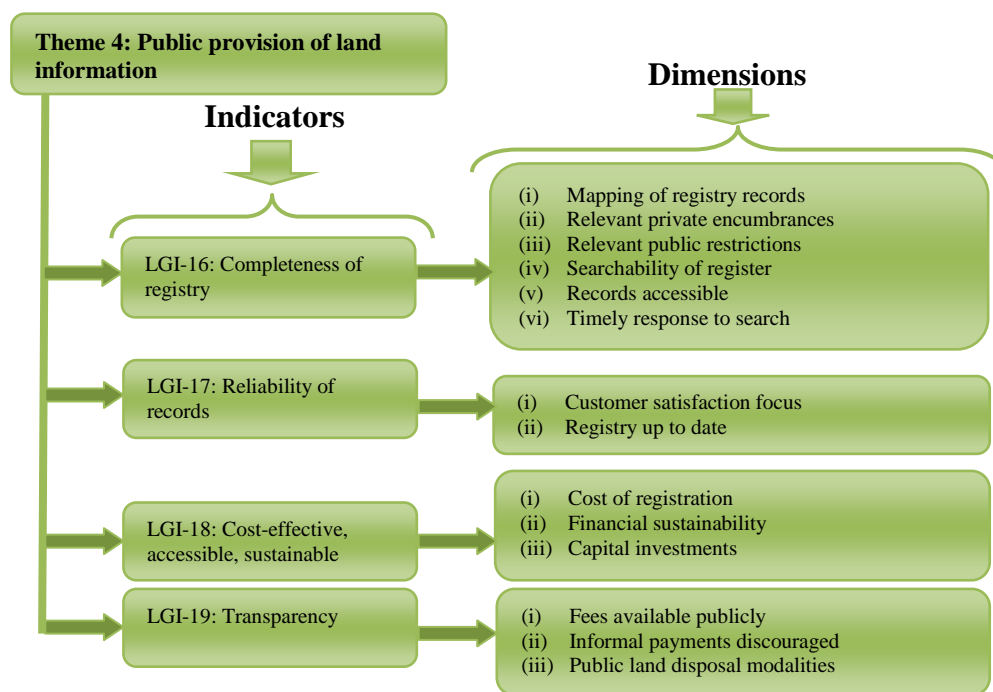 Theme 4: Public provision of land
information
Dimensions
Indicators
LGI-16: Completeness of
registry
(i) Mapping of registry records
(ii) Relevant private encumbrances
(iii) Relevant public restrictions
(iv) Searchability of register
(v) Records accessible
(vi) Timely response to search
LGI-17: Reliability of
records
(i) Customer satisfaction focus
(ii) Registry up to date
LGI-18: Cost-effective,
accessible, sustainable
(i) Cost of registration
(ii) Financial sustainability
(iii) Capital investments
LGI-19: Transparency
(i) Fees available publicly
(ii) Informal payments discouraged
(iii) Public land disposal modalities